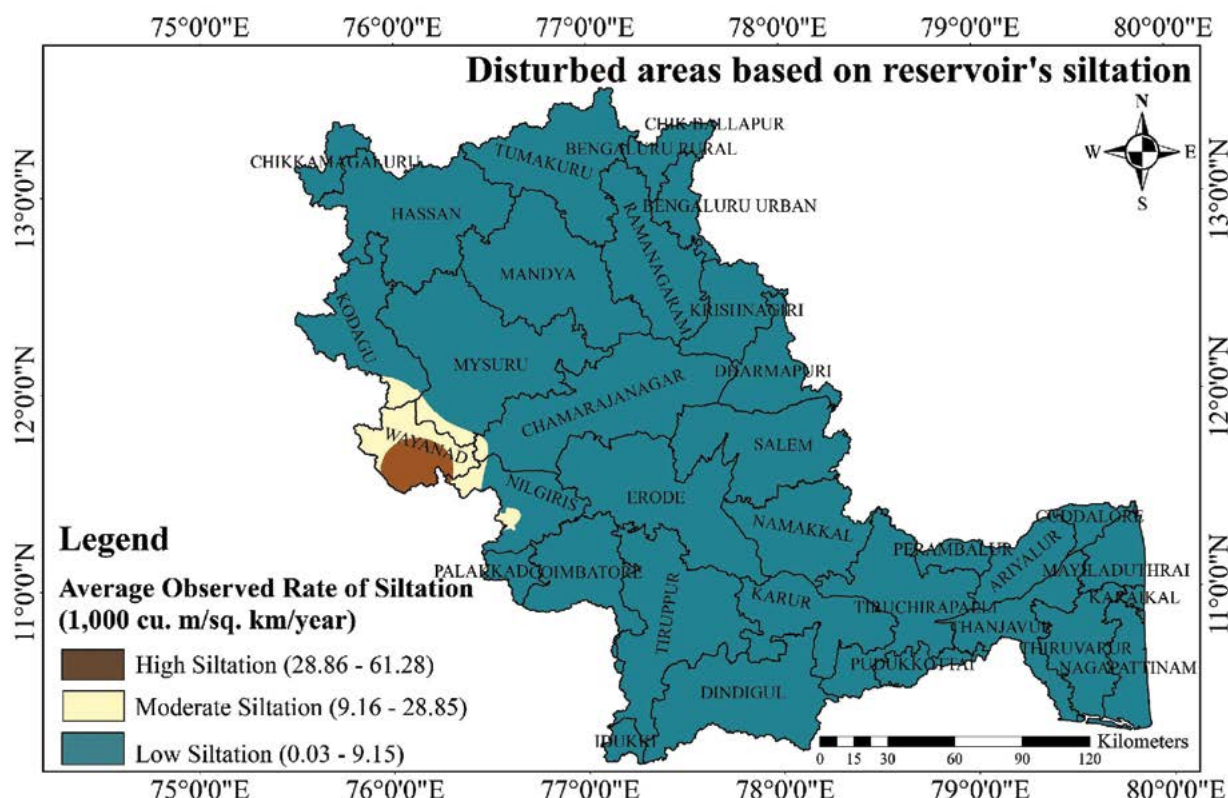 75°0'0"E 76°0'0"E 77°0'0"E 78°0'0"E 79°0'0"E 80°0'0"E
Disturbed areas based on reservoir's siltation
N
W E
S
13°0'0"N
12°0'0"N
11°0'0"N
13°0'0"N
12°0'0"N
11°0'0"N
CHIK BALLAPUR
BENGALURU RURAL
TUMAKURU
CHIKKAMAGALURU
BENGALURU URBAN
HASSAN
RAMANAGARAM
MANDYA
KRISHNAGIRI
KODAGU
MYSURU
DHARMAPURI
CHAMARAJANAGAR
WAYANAD
SALEM
NILGIRIS
ERODE
NAMAKKAL
CUDDALORE
PERAMBALUR
ARIYALUR
MAYILADUTHRAI
PALAKKAD
COIMBATORE
KARUR
KARAIKAL
TIRUCHIRAPALLI
TIRUPPUR
THANJAVUR
THIRUVARUR
PUDUKKOTTAI
NAGAPATTINAM
DINDIGUL
IDUKKI
Legend
Average Observed Rate of Siltation
(1,000 cu. m/sq. km/year)
High Siltation (28.86 - 61.28)
Moderate Siltation (9.16 - 28.85)
Low Siltation (0.03 - 9.15)
Kilometers
0 15 30 60 90 120
75°0'0"E 76°0'0"E 77°0'0"E 78°0'0"E 79°0'0"E 80°0'0"E